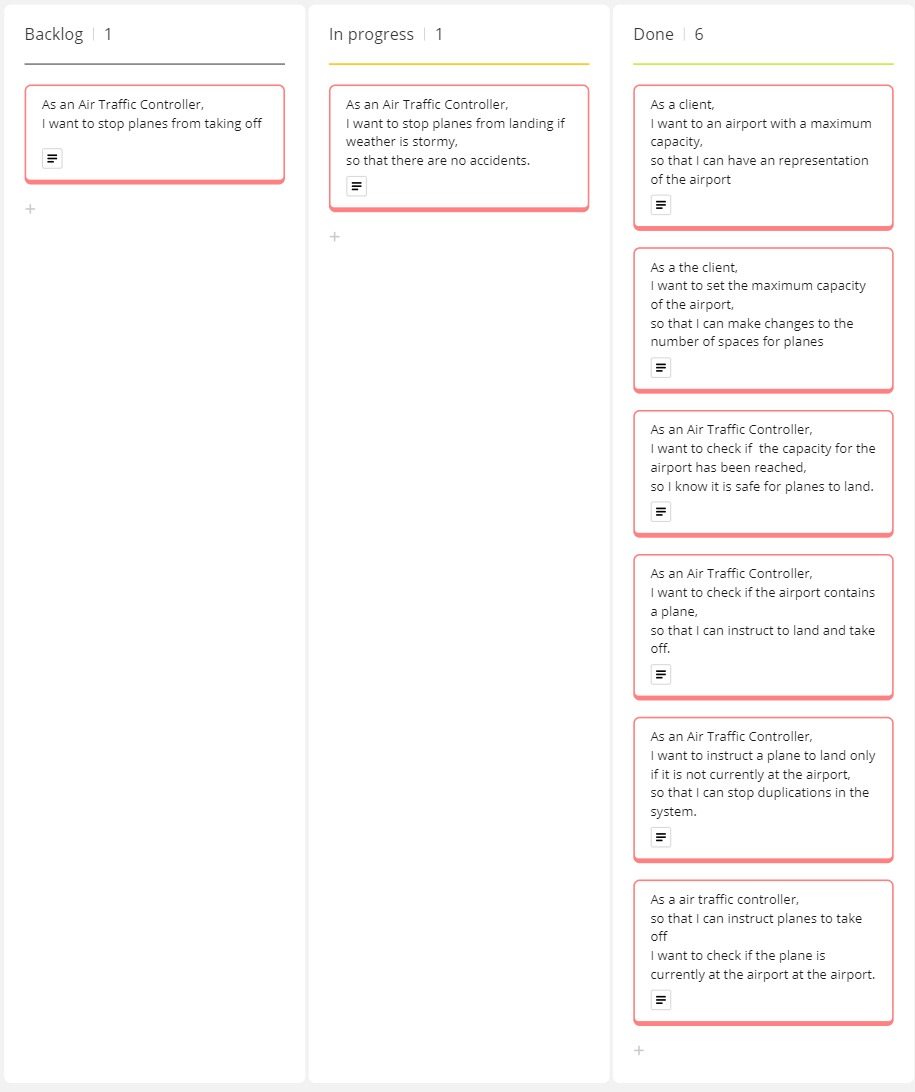 Backlog | 1
As an Air Traffic Controller,
I want to stop planes from taking off
In progress | 1
As an Air Traffic Controller,
I want to stop planes from landing if
weather is stormy,
so that there are no accidents.
Done | 6
As a client,
I want to an airport with a maximum
capacity,
so that I can have an representation
of the airport
As a the client,
I want to set the maximum capacity
of the airport,
so that I can make changes to the
number of spaces for planes
As an Air Traffic Controller,
I want to check if  the capacity for the
airport has been reached,
so I know it is safe for planes to land.
As an Air Traffic Controller,
I want to check if the airport contains
a plane,
so that I can instruct to land and take
off.
As an Air Traffic Controller,
I want to instruct a plane to land only
if it is not currently at the airport,
so that I can stop duplications in the
system.
As a air traffic controller,
so that I can instruct planes to take
off
I want to check if the plane is
currently at the airport at the airport.